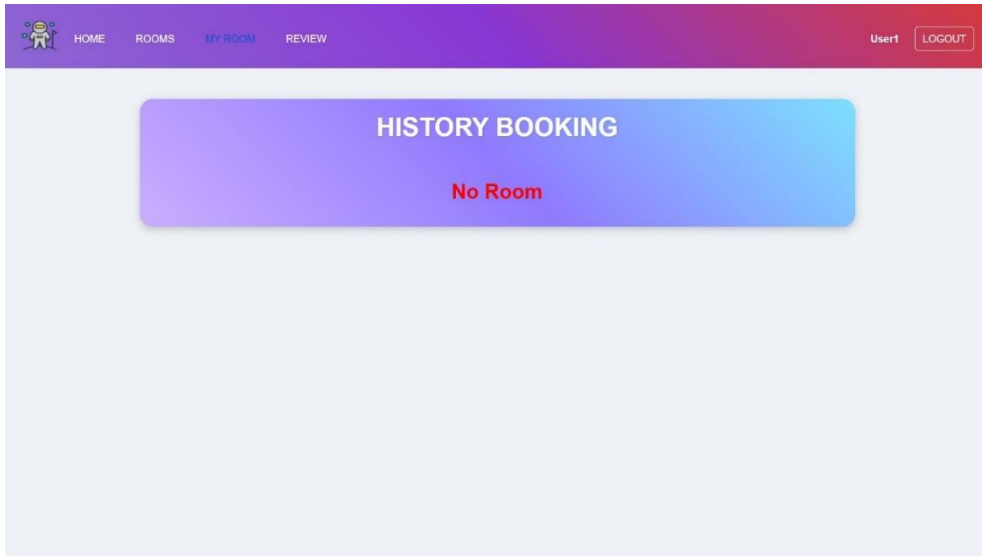 HOME ROOMS MY ROOM REVIEW User1 LOGOUT
HISTORY BOOKING
No Room